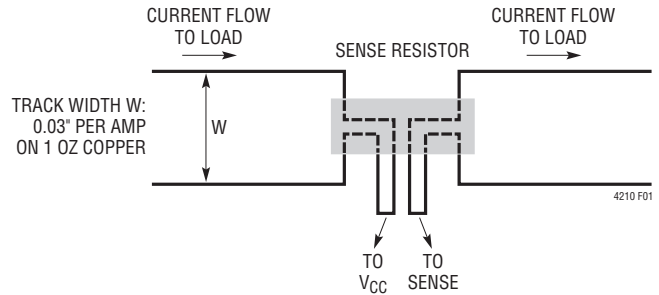 CURRENT FLOW
TO LOAD
CURRENT FLOW
TO LOAD
SENSE RESISTOR
TRACK WIDTH W:
0.03" PER AMP
ON 1 OZ COPPER
W
4210 F01
TO
VCC
TO
SENSE